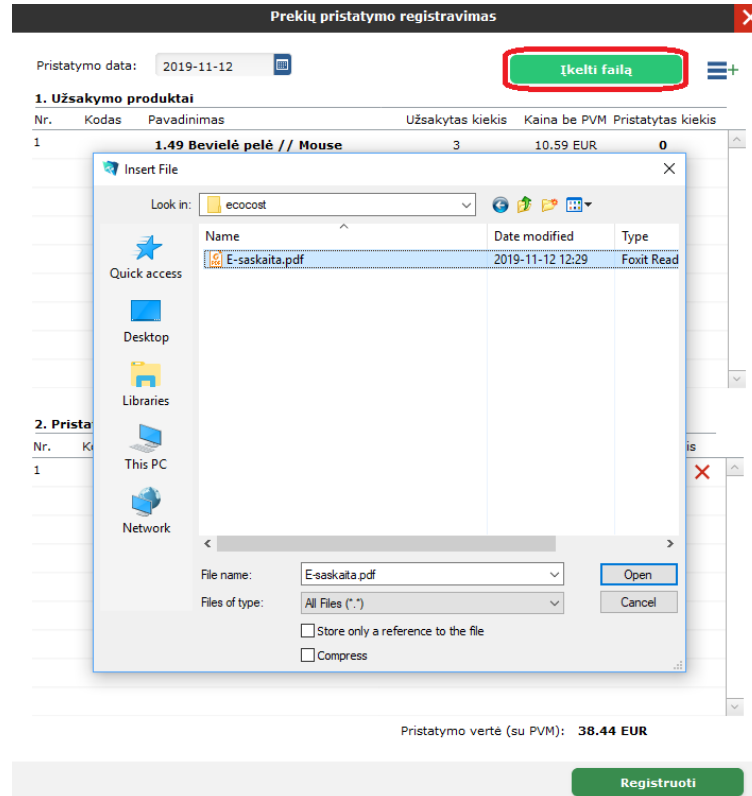 Prekių pristatymo registravimas
Pristatymo data: 2019-11-12 Įkelti failą
1. Užsakymo produktai
Nr. Kodas Pavadinimas Užsakytas kiekis Kaina be PVM Pristatytas kiekis
1 1.49 Bevielė pelė // Mouse 3 10.59 EUR 0
Insert File
Look in: ecocost
Name Date modified Type
E-saskaita.pdf 2019-11-12 12:29 Foxit Read
Quick access
Desktop
Libraries
This PC
Network
File name: E-saskaita.pdf Open
Files of type: All Files (*.*) Cancel
Store only a reference to the file
Compress
2. Prista
Nr. is
1
Pristatymo vertė (su PVM): 38.44 EUR
Registruoti